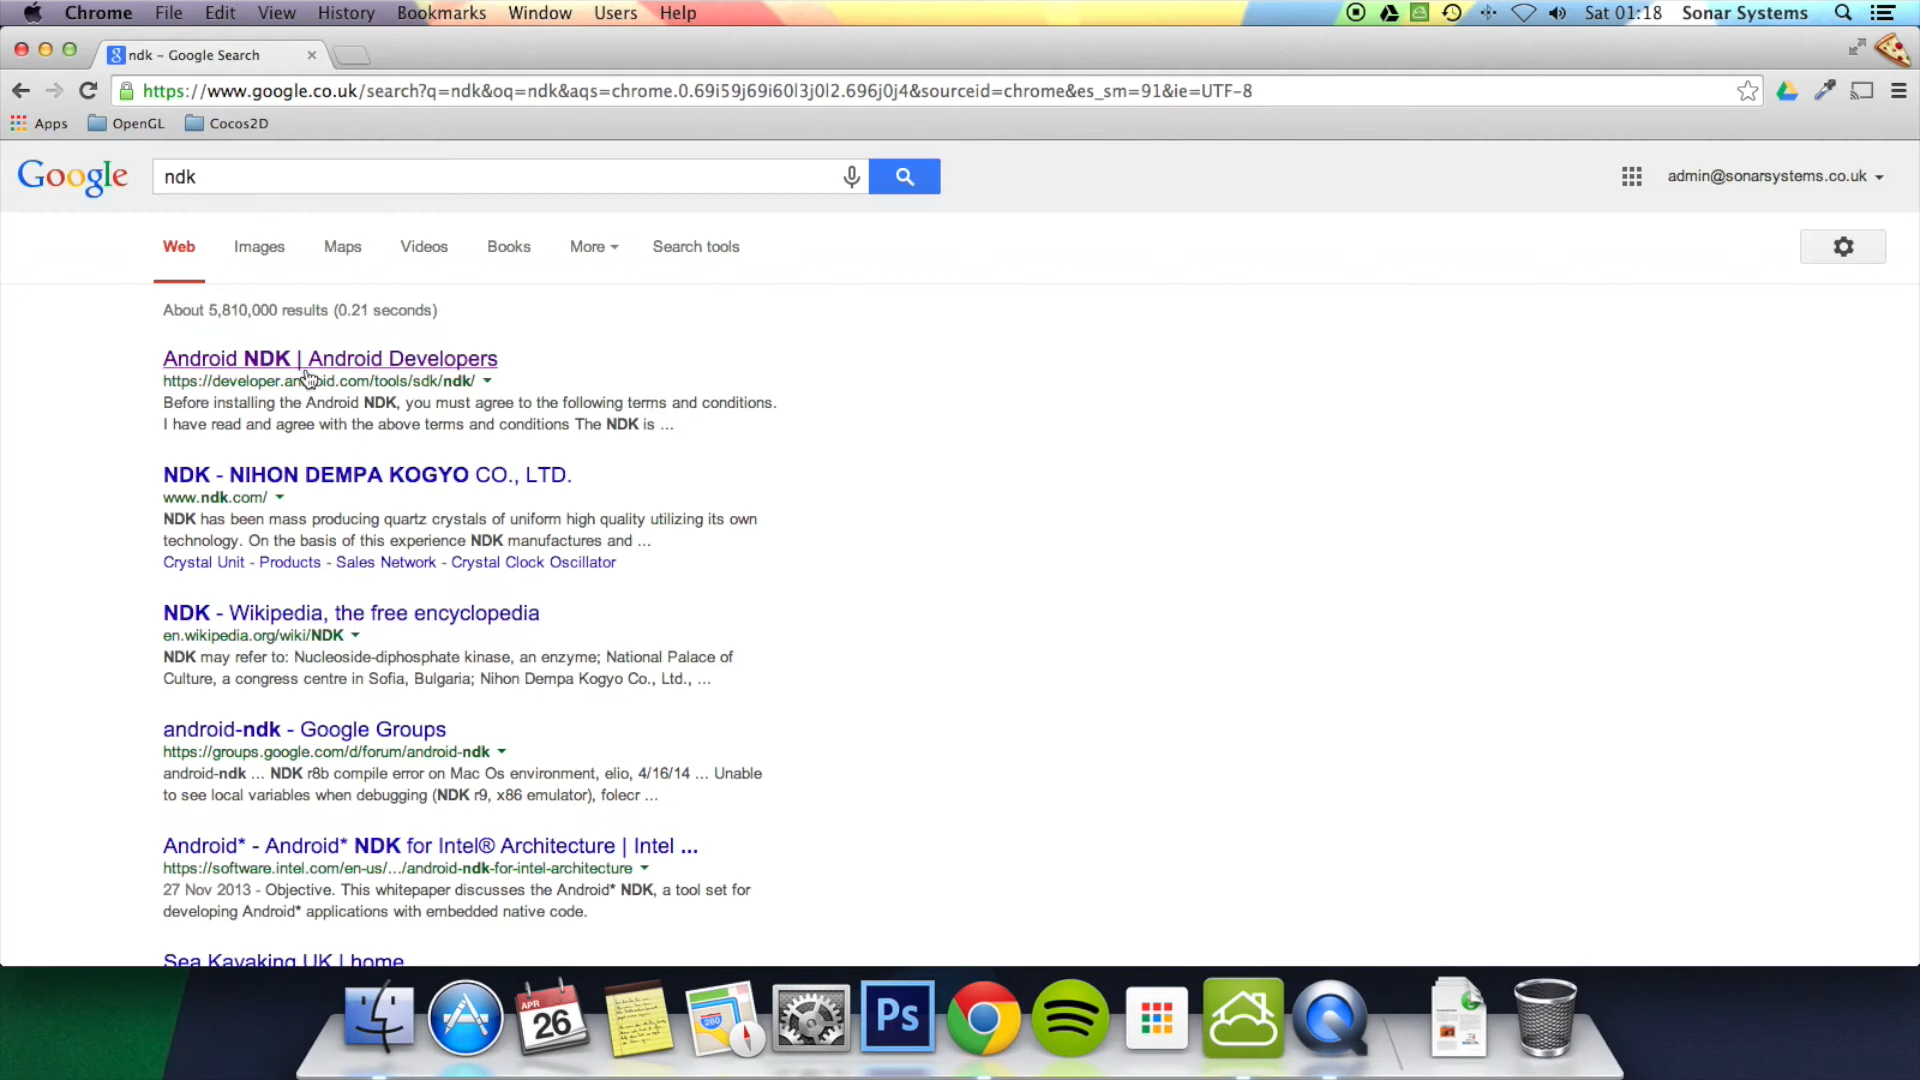 Chrome File Edit View History Bookmarks Window Users Help Sat 01:18 Sonar Systems
ndk - Google Search
https://www.google.co.uk/search?q=ndk&oq=ndk&aqs=chrome.0.69i59j69i60l3j0l2.696j0j4&sourceid=chrome&es_sm=91&ie=UTF-8
Apps OpenGL Cocos2D
Google ndk admin@sonarsystems.co.uk
Web Images Maps Videos Books More Search tools
About 5,810,000 results (0.21 seconds)
Android NDK | Android Developers
https://developer.android.com/tools/sdk/ndk/
Before installing the Android NDK, you must agree to the following terms and conditions.
I have read and agree with the above terms and conditions The NDK is ...
NDK - NIHON DEMPA KOGYO CO., LTD.
www.ndk.com/
NDK has been mass producing quartz crystals of uniform high quality utilizing its own
technology. On the basis of this experience NDK manufactures and ...
Crystal Unit - Products - Sales Network - Crystal Clock Oscillator
NDK - Wikipedia, the free encyclopedia
en.wikipedia.org/wiki/NDK
NDK may refer to: Nucleoside-diphosphate kinase, an enzyme; National Palace of
Culture, a congress centre in Sofia, Bulgaria; Nihon Dempa Kogyo Co., Ltd., ...
android-ndk - Google Groups
https://groups.google.com/d/forum/android-ndk
android-ndk ... NDK r8b compile error on Mac Os environment, elio, 4/16/14 ... Unable
to see local variables when debugging (NDK r9, x86 emulator), folecr ...
Android* - Android* NDK for Intel® Architecture | Intel ...
https://software.intel.com/en-us/.../android-ndk-for-intel-architecture
27 Nov 2013 - Objective. This whitepaper discusses the Android* NDK, a tool set for
developing Android* applications with embedded native code.
Sea Kayaking UK | home
APR
26
280
Ps